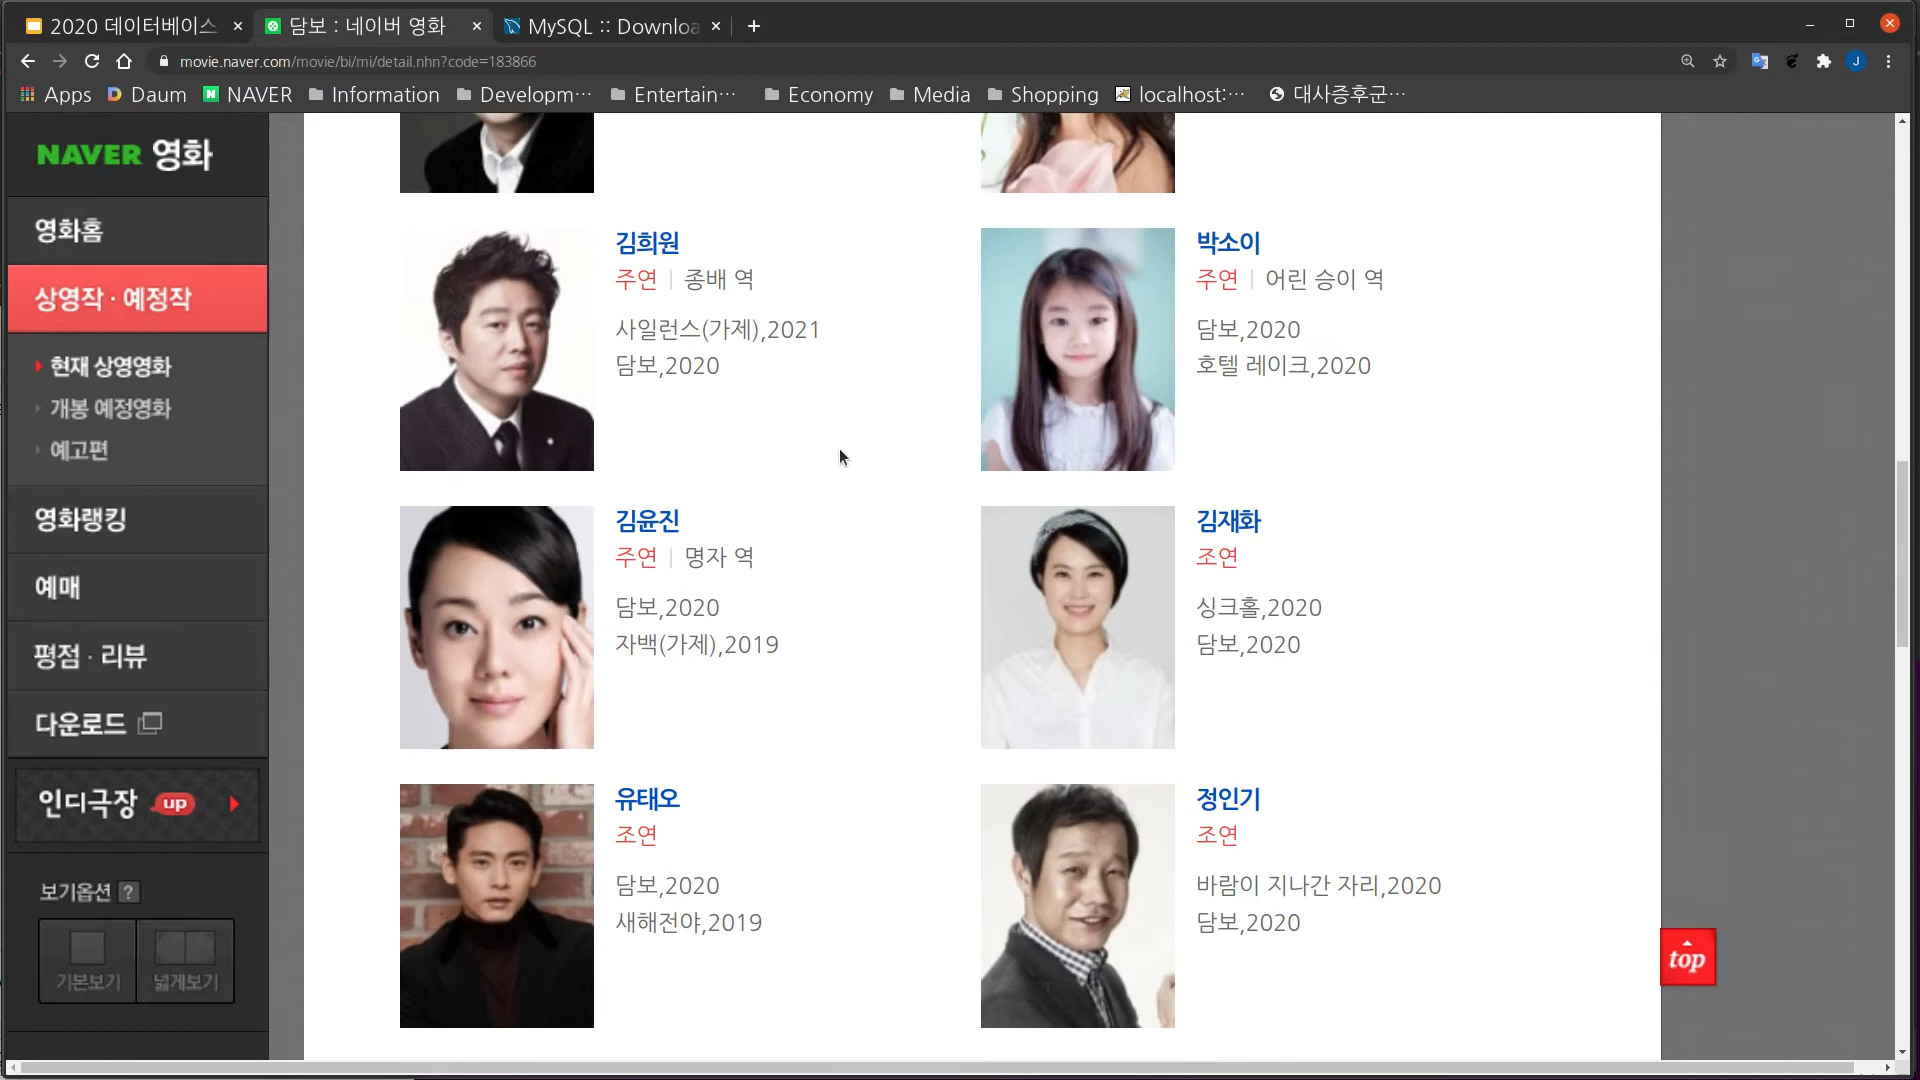 2020 데이터베이스
담보 : 네이버 영화
MySQL :: Downloa
movie.naver.com/movie/bi/mi/detail.nhn?code=183866
J
Apps
Daum
NAVER
Information
Developm…
Entertain…
Economy
Media
Shopping
localhost:…
대사증후군…
NAVER 영화
영화홈
상영작 · 예정작
현재 상영영화
개봉 예정영화
예고편
영화랭킹
예매
평점 · 리뷰
다운로드
인디극장 up
보기옵션 ?
기본보기
넓게보기
김희원
주연 | 종배 역
사일런스(가제),2021
담보,2020
박소이
주연 | 어린 승이 역
담보,2020
호텔 레이크,2020
김윤진
주연 | 명자 역
담보,2020
자백(가제),2019
김재화
조연
싱크홀,2020
담보,2020
유태오
조연
담보,2020
새해전야,2019
정인기
조연
바람이 지나간 자리,2020
담보,2020
top